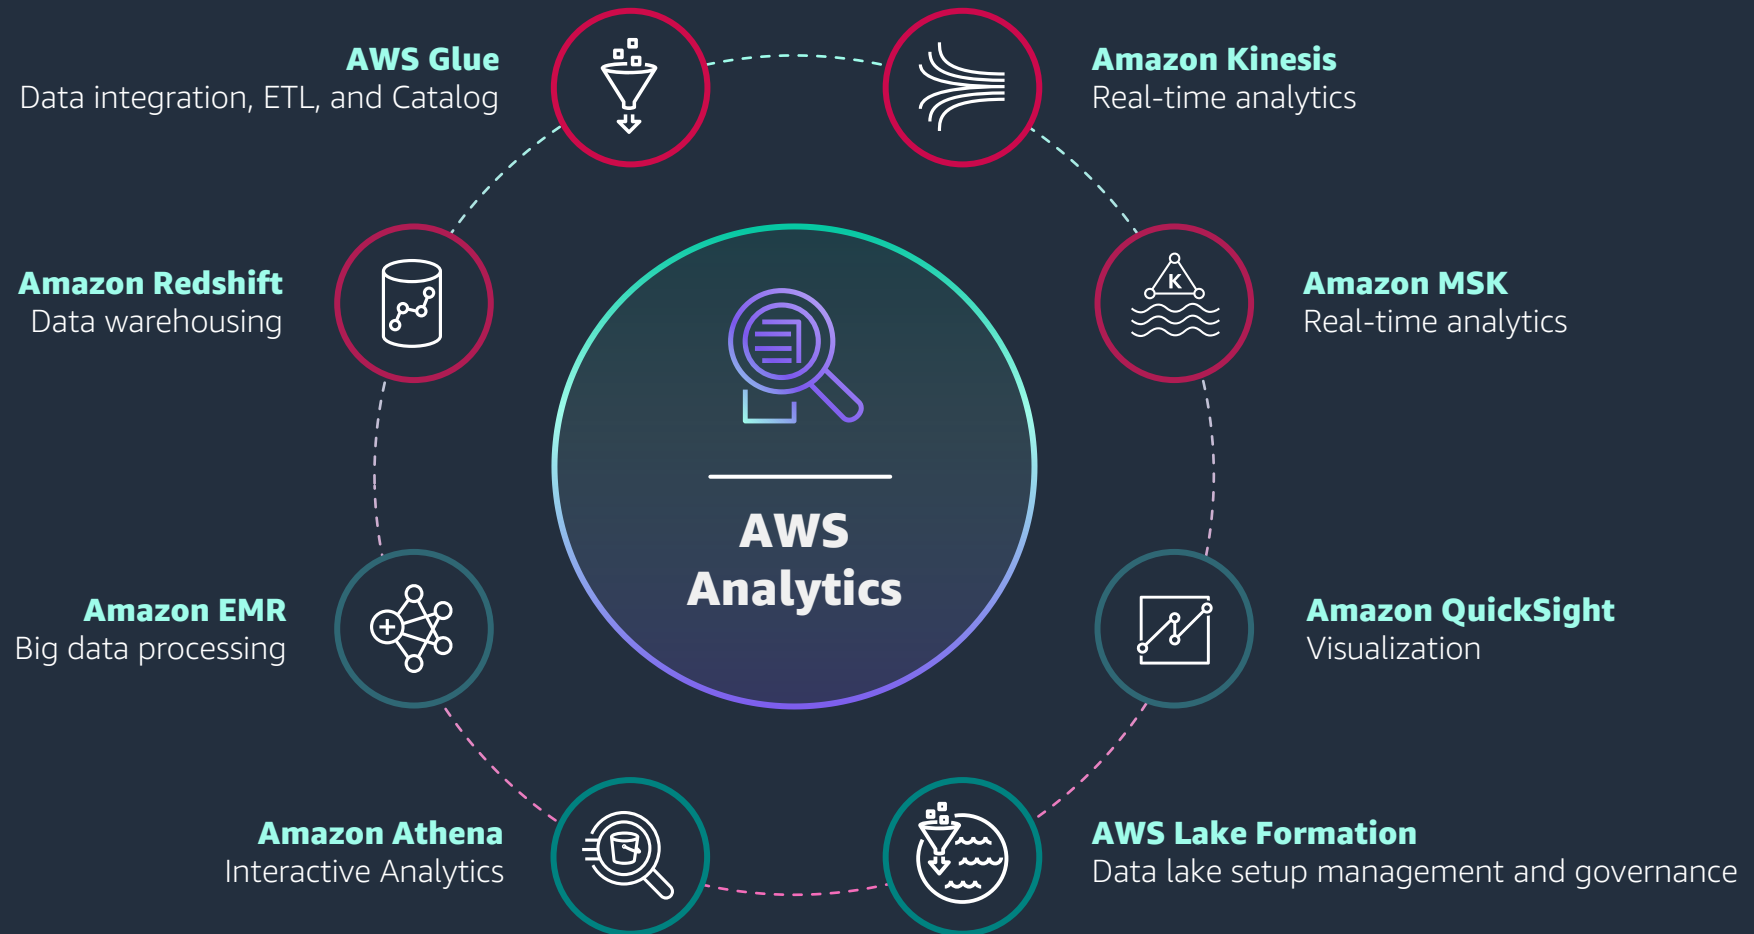 AWS Glue
Data integration, ETL, and Catalog
Amazon Kinesis
Real-time analytics
Amazon Redshift
Data warehousing
K
Amazon MSK
Real-time analytics
AWS
Analytics
Amazon EMR
Big data processing
Amazon QuickSight
Visualization
Amazon Athena
Interactive Analytics
AWS Lake Formation
Data lake setup management and governance